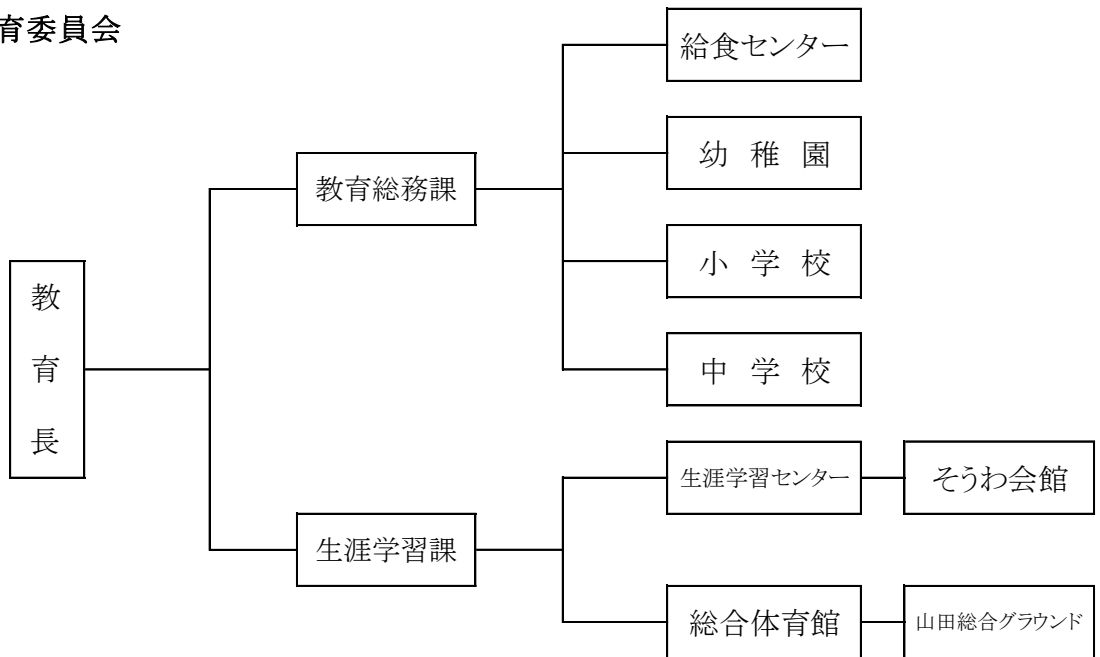 育委員会
給食センター
幼 稚 園
教育総務課
小 学 校
教育長
中 学 校
生涯学習センター
そうわ会館
生涯学習課
総合体育館
山田総合グラウンド